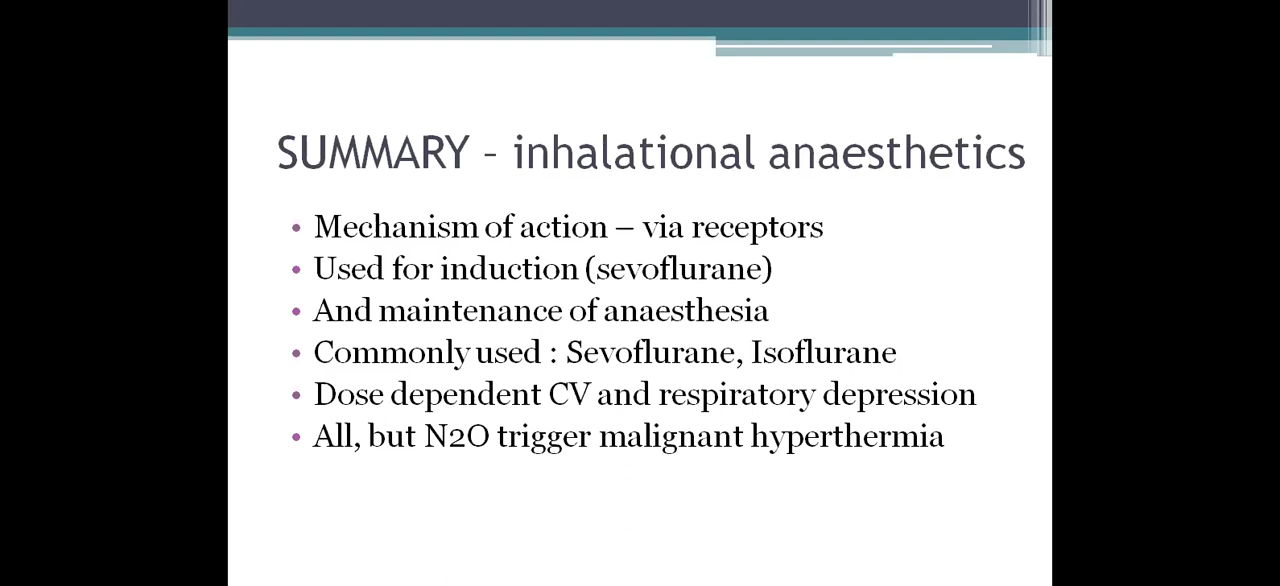 SUMMARY – inhalational anaesthetics
• Mechanism of action – via receptors
• Used for induction (sevoflurane)
• And maintenance of anaesthesia
• Commonly used : Sevoflurane, Isoflurane
• Dose dependent CV and respiratory depression
• All, but N2O trigger malignant hyperthermia